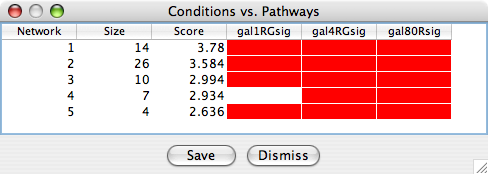 Conditions vs. Pathways
Network Size Score gal1RGsig gal4RGsig gal80Rsig
1 14 3.78
2 26 3.584
3 10 2.994
4 7 2.934
5 4 2.636
Save Dismiss